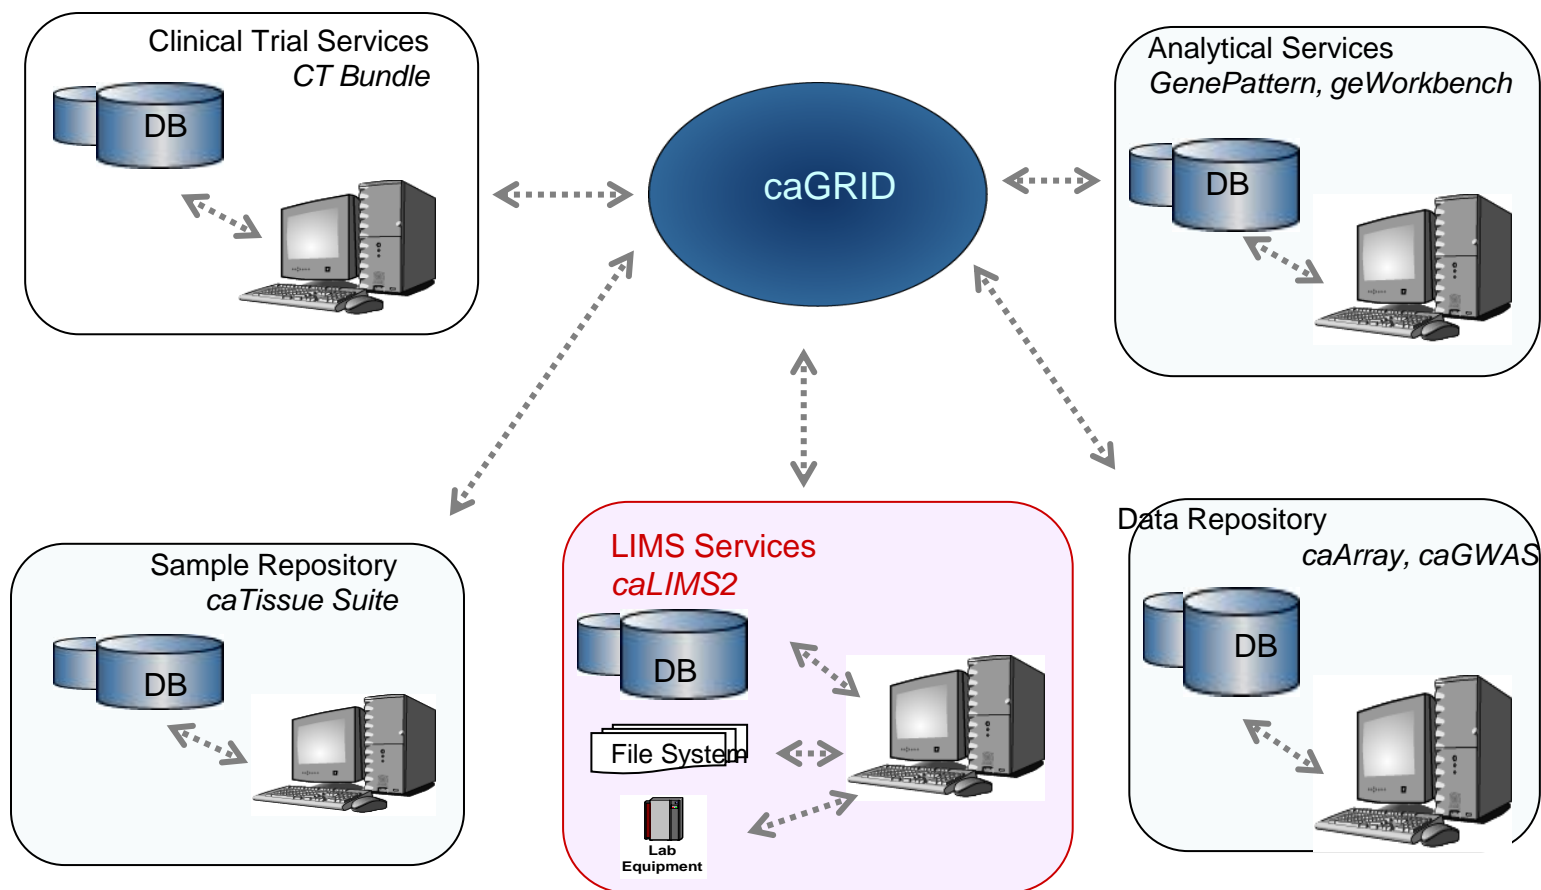 Clinical Trial Services
CT Bundle
DB
caGRID
Analytical Services
GenePattern, geWorkbench
DB
Sample Repository
caTissue Suite
DB
LIMS Services
caLIMS2
DB
File System
Lab
Equipment
Data Repository
caArray, caGWAS
DB